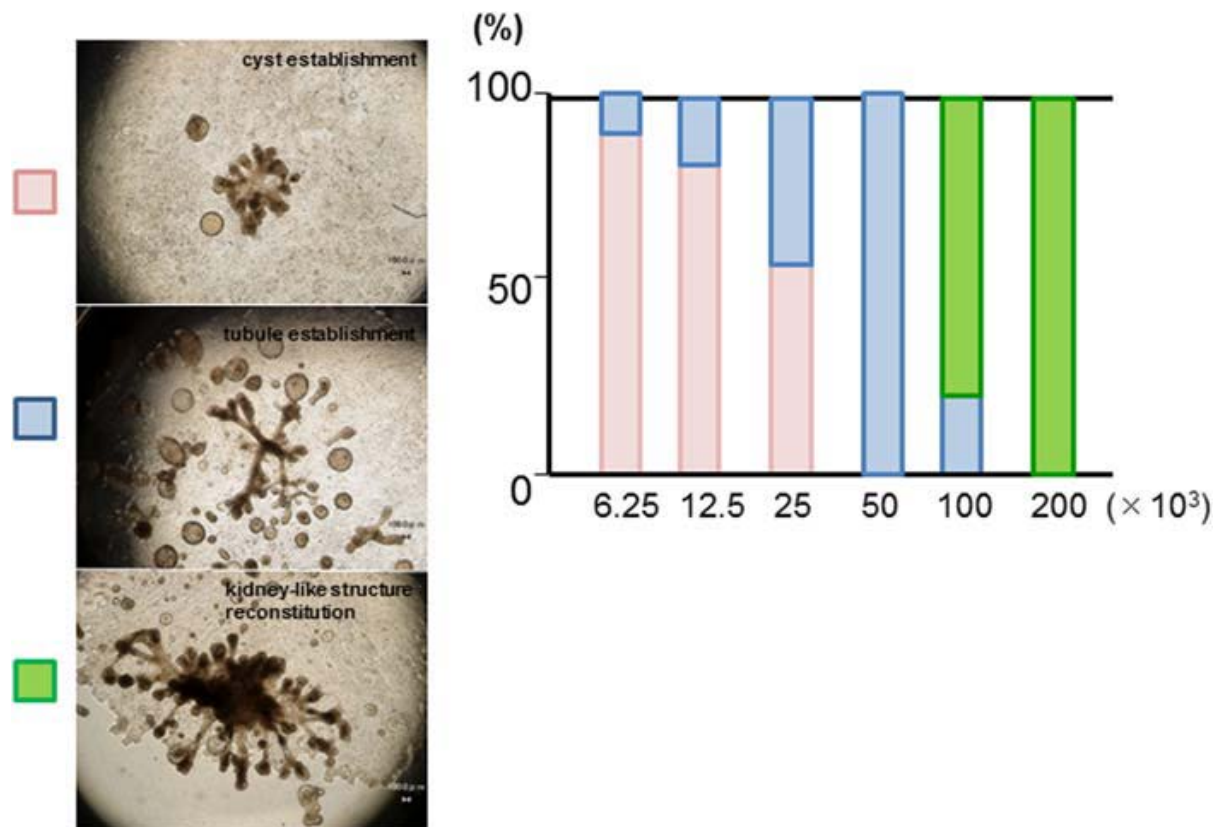 cyst establishment
tubule establishment
kidney-like structure
reconstitution
(%)
100
50
0
6.25 12.5 25 50 100 200 (× 10³)